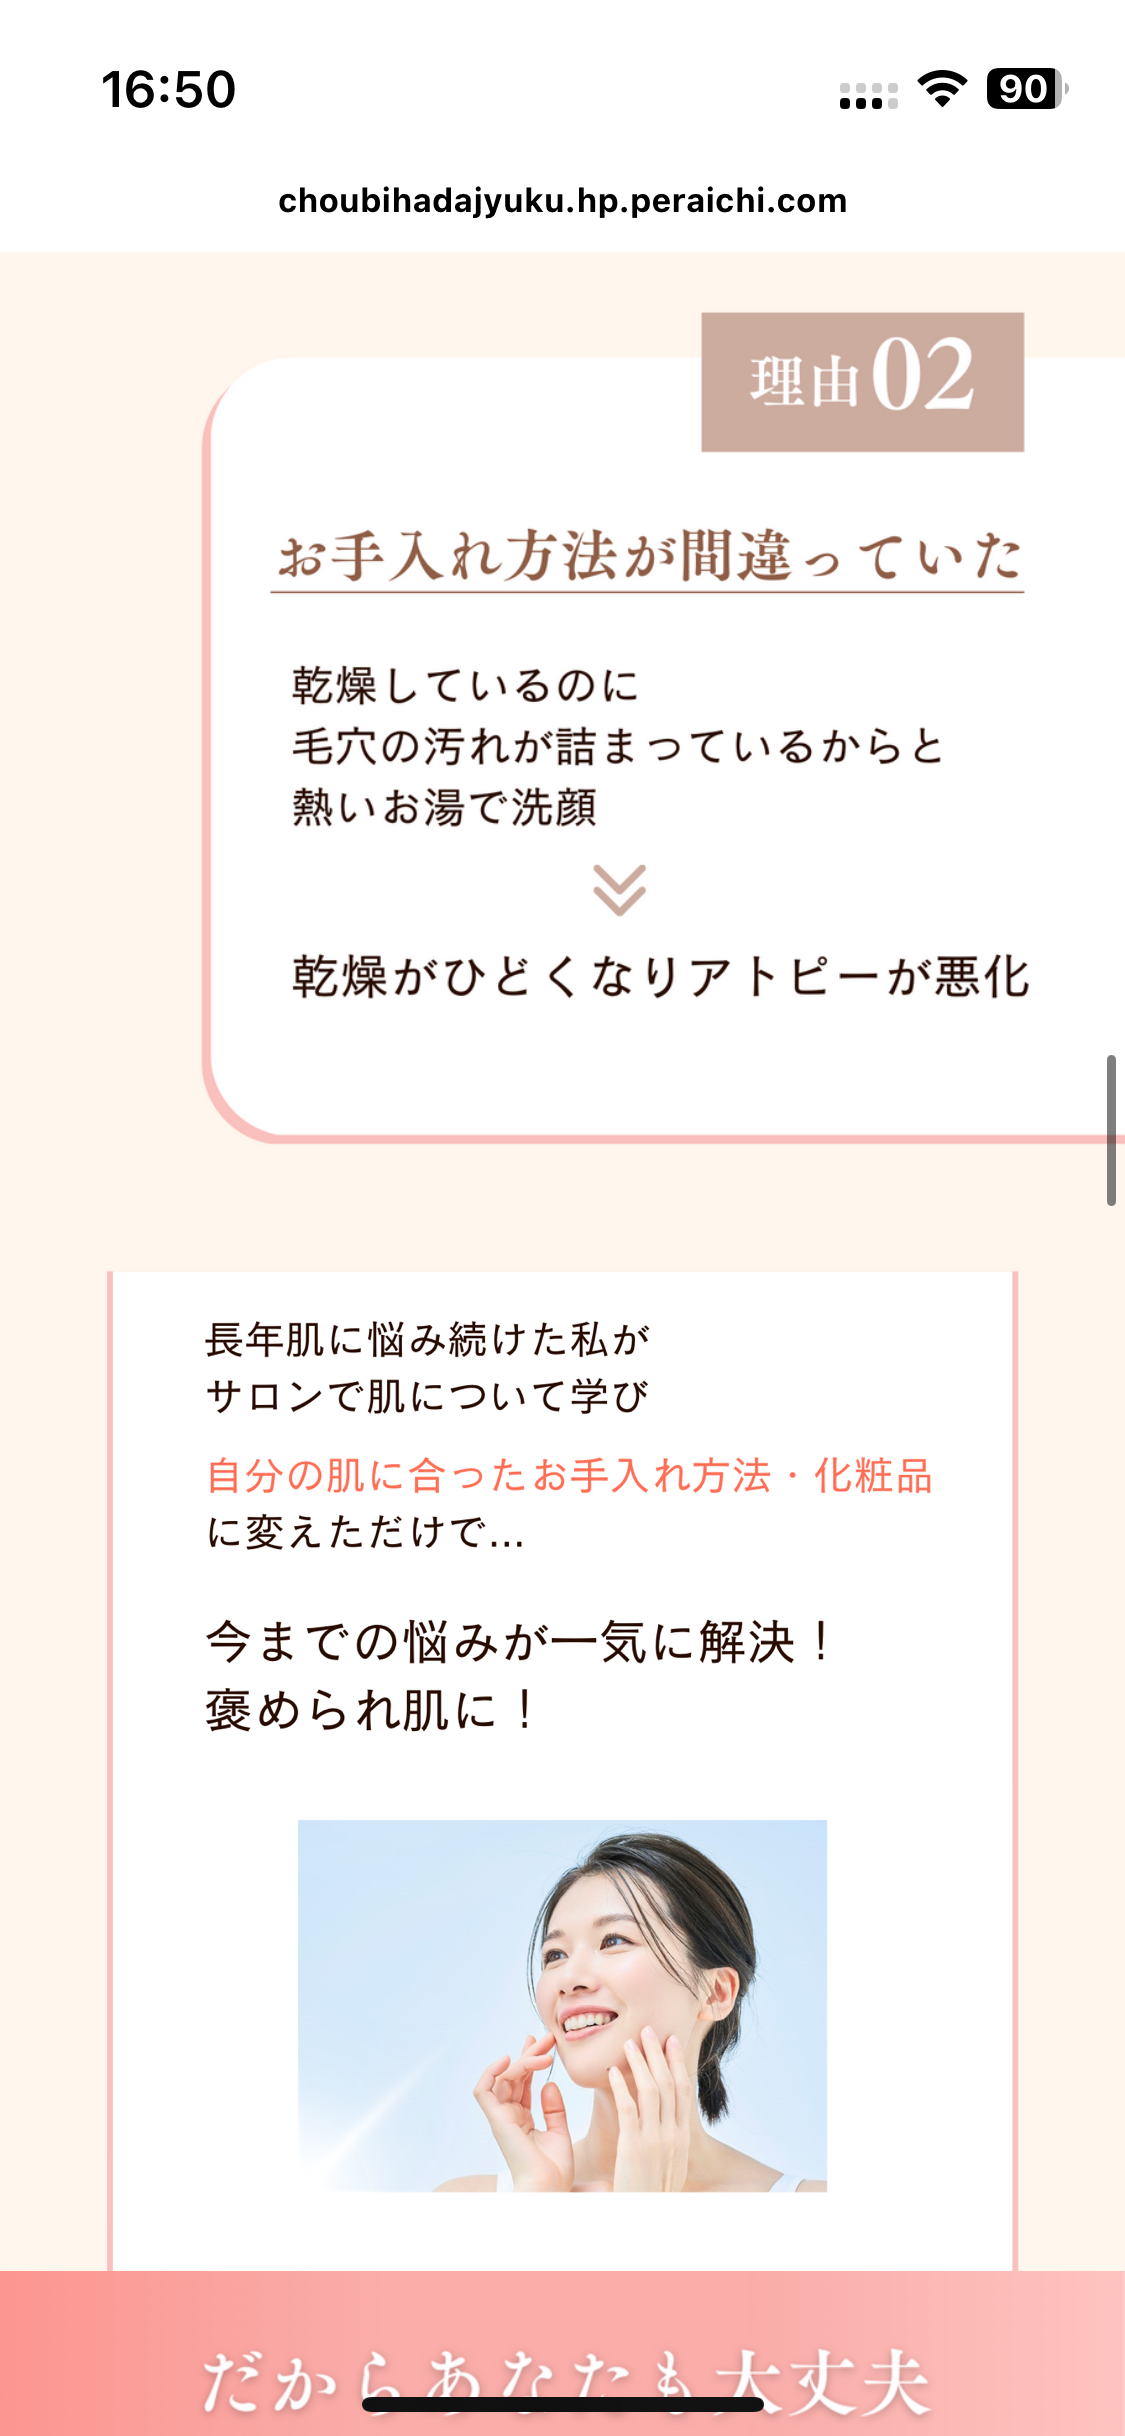 16:50
90
choubihadajyuku.hp.peraichi.com
理由02
お手入れ方法が間違っていた
乾燥しているのに
毛穴の汚れが詰まっているからと
熱いお湯で洗顔
乾燥がひどくなりアトピーが悪化
長年肌に悩み続けた私が
サロンで肌について学び
自分の肌に合ったお手入れ方法・化粧品
に変えただけで...
今までの悩みが一気に解決！
褒められ肌に！
だからあなたも大丈夫